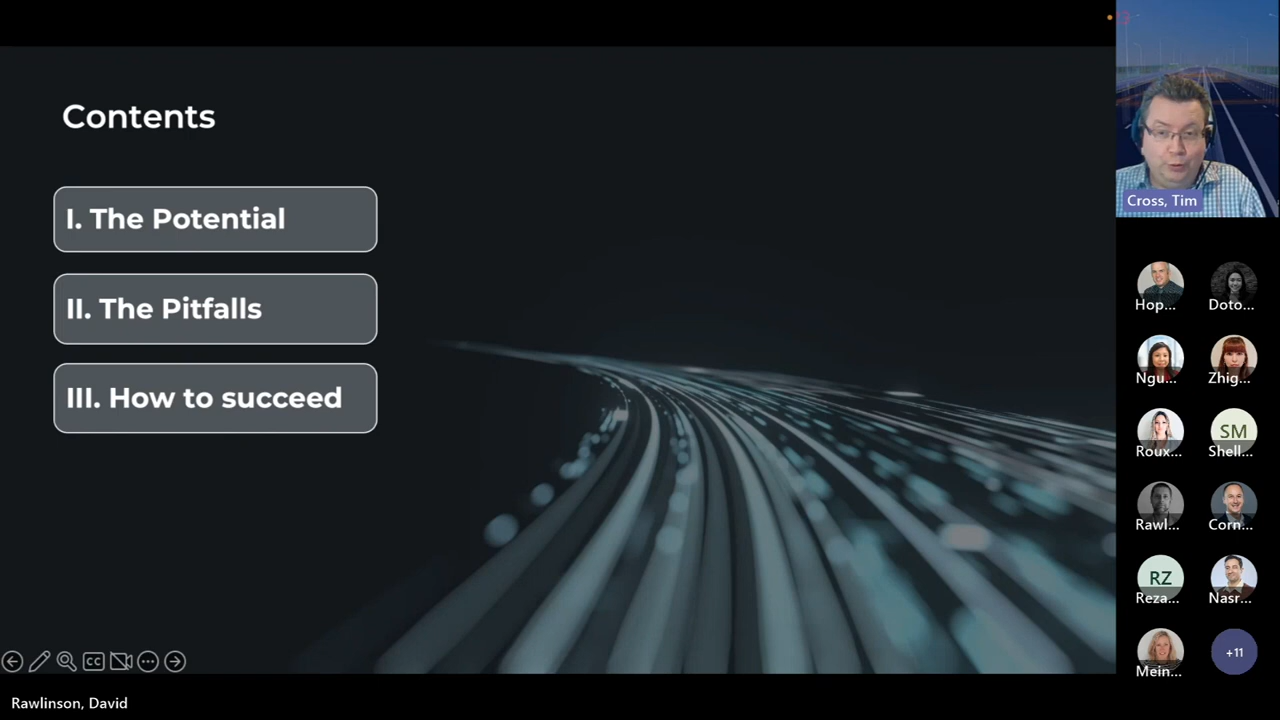 Contents
I. The Potential
II. The Pitfalls
III. How to succeed
CC
Rawlinson, David
Cross, Tim
Hop... Doto...
Ngu... Zhig...
SM
Roux... Shell...
Rawl... Corn...
RZ
Reza... Nasr...
Mein... +11